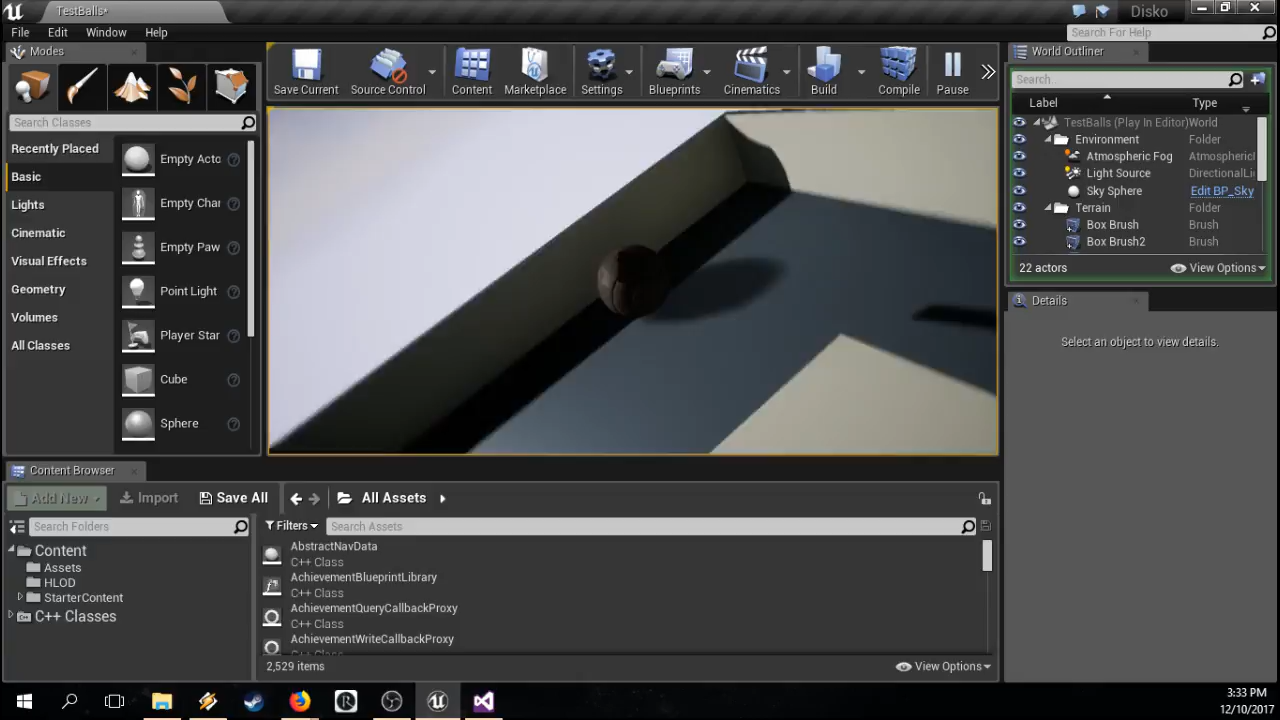 TestBalls*
Disko
File Edit Window Help
Search For Help
Modes
Save Current
Source Control
Content
Marketplace
Settings
Blueprints
Cinematics
Build
Compile
Pause
World Outliner
Search...
Label
Type
TestBalls (Play In Editor) World
Environment Folder
Atmospheric Fog Atmospheric
Light Source DirectionalLi
Sky Sphere Edit BP_Sky
Terrain Folder
Box Brush Brush
Box Brush2 Brush
22 actors
View Options
Search Classes
Recently Placed
Basic
Lights
Cinematic
Visual Effects
Geometry
Volumes
All Classes
Empty Acto
Empty Char
Empty Paw
Point Light
Player Star
Cube
Sphere
Details
Select an object to view details.
Content Browser
Add New
Import
Save All
All Assets
Search Folders
Filters
Search Assets
Content
Assets
HLOD
StarterContent
C++ Classes
AbstractNavData
C++ Class
AchievementBlueprintLibrary
C++ Class
AchievementQueryCallbackProxy
C++ Class
AchievementWriteCallbackProxy
2,529 items
View Options
3:33 PM
12/10/2017